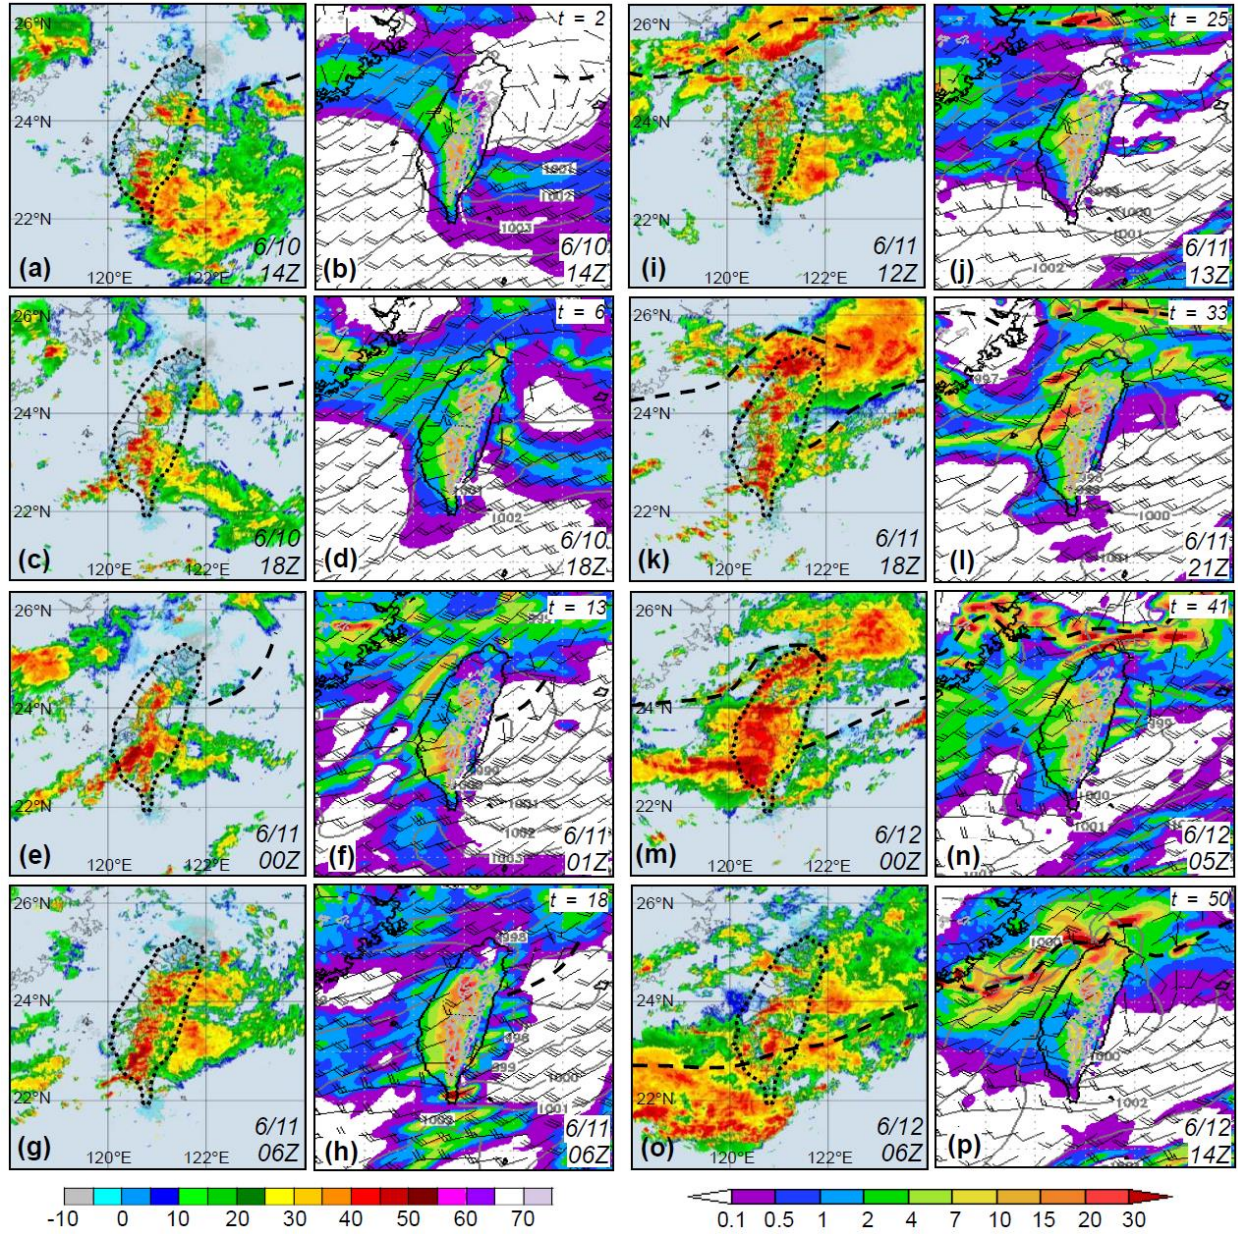 26°N
24°N
22°N
120°E 122°E
(a)
6/10
14Z
t = 2
1001
1002
1003
(b)
6/10
14Z
120°E 122°E
26°N
24°N
22°N
(i)
6/11
12Z
t = 25
1000
1001
1002
(j)
6/11
13Z
26°N
24°N
22°N
120°E 122°E
(c)
6/10
18Z
t = 6
1002
(d)
6/10
18Z
26°N
24°N
22°N
120°E 122°E
(k)
6/11
18Z
t = 33
997
1000
1001
(l)
6/11
21Z
26°N
24°N
22°N
120°E 122°E
(e)
6/11
00Z
t = 13
1000
1001
1002
1003
(f)
6/11
01Z
26°N
24°N
22°N
120°E 122°E
(m)
6/12
00Z
t = 41
999
1000
1001
(n)
6/12
05Z
26°N
24°N
22°N
120°E 122°E
(g)
6/11
06Z
t = 18
998
998
999
1000
1001
(h)
6/11
06Z
26°N
24°N
22°N
120°E 122°E
(o)
6/12
06Z
t = 50
1000
1000
1002
(p)
6/12
14Z
-10 0 10 20 30 40 50 60 70
0.1 0.5 1 2 4 7 10 15 20 30